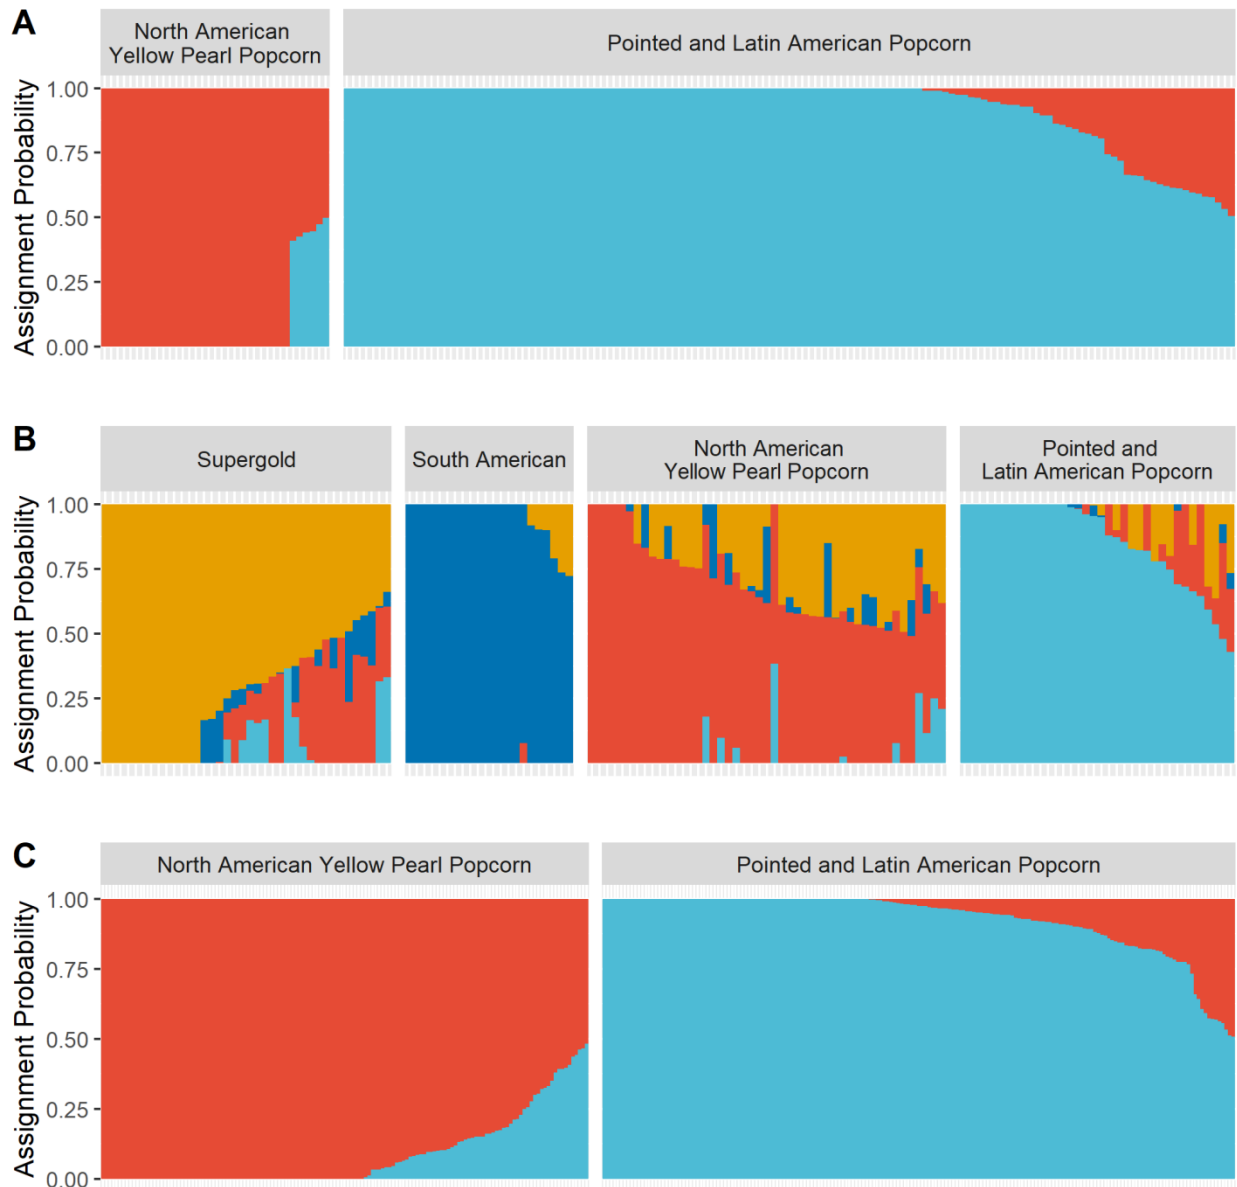 A
North American
Yellow Pearl Popcorn
Pointed and Latin American Popcorn
Assignment Probability
1.00
0.75
0.50
0.25
0.00
B
Supergold
South American
North American
Yellow Pearl Popcorn
Pointed and
Latin American Popcorn
Assignment Probability
1.00
0.75
0.50
0.25
0.00
C
North American Yellow Pearl Popcorn
Pointed and Latin American Popcorn
Assignment Probability
1.00
0.75
0.50
0.25
0.00